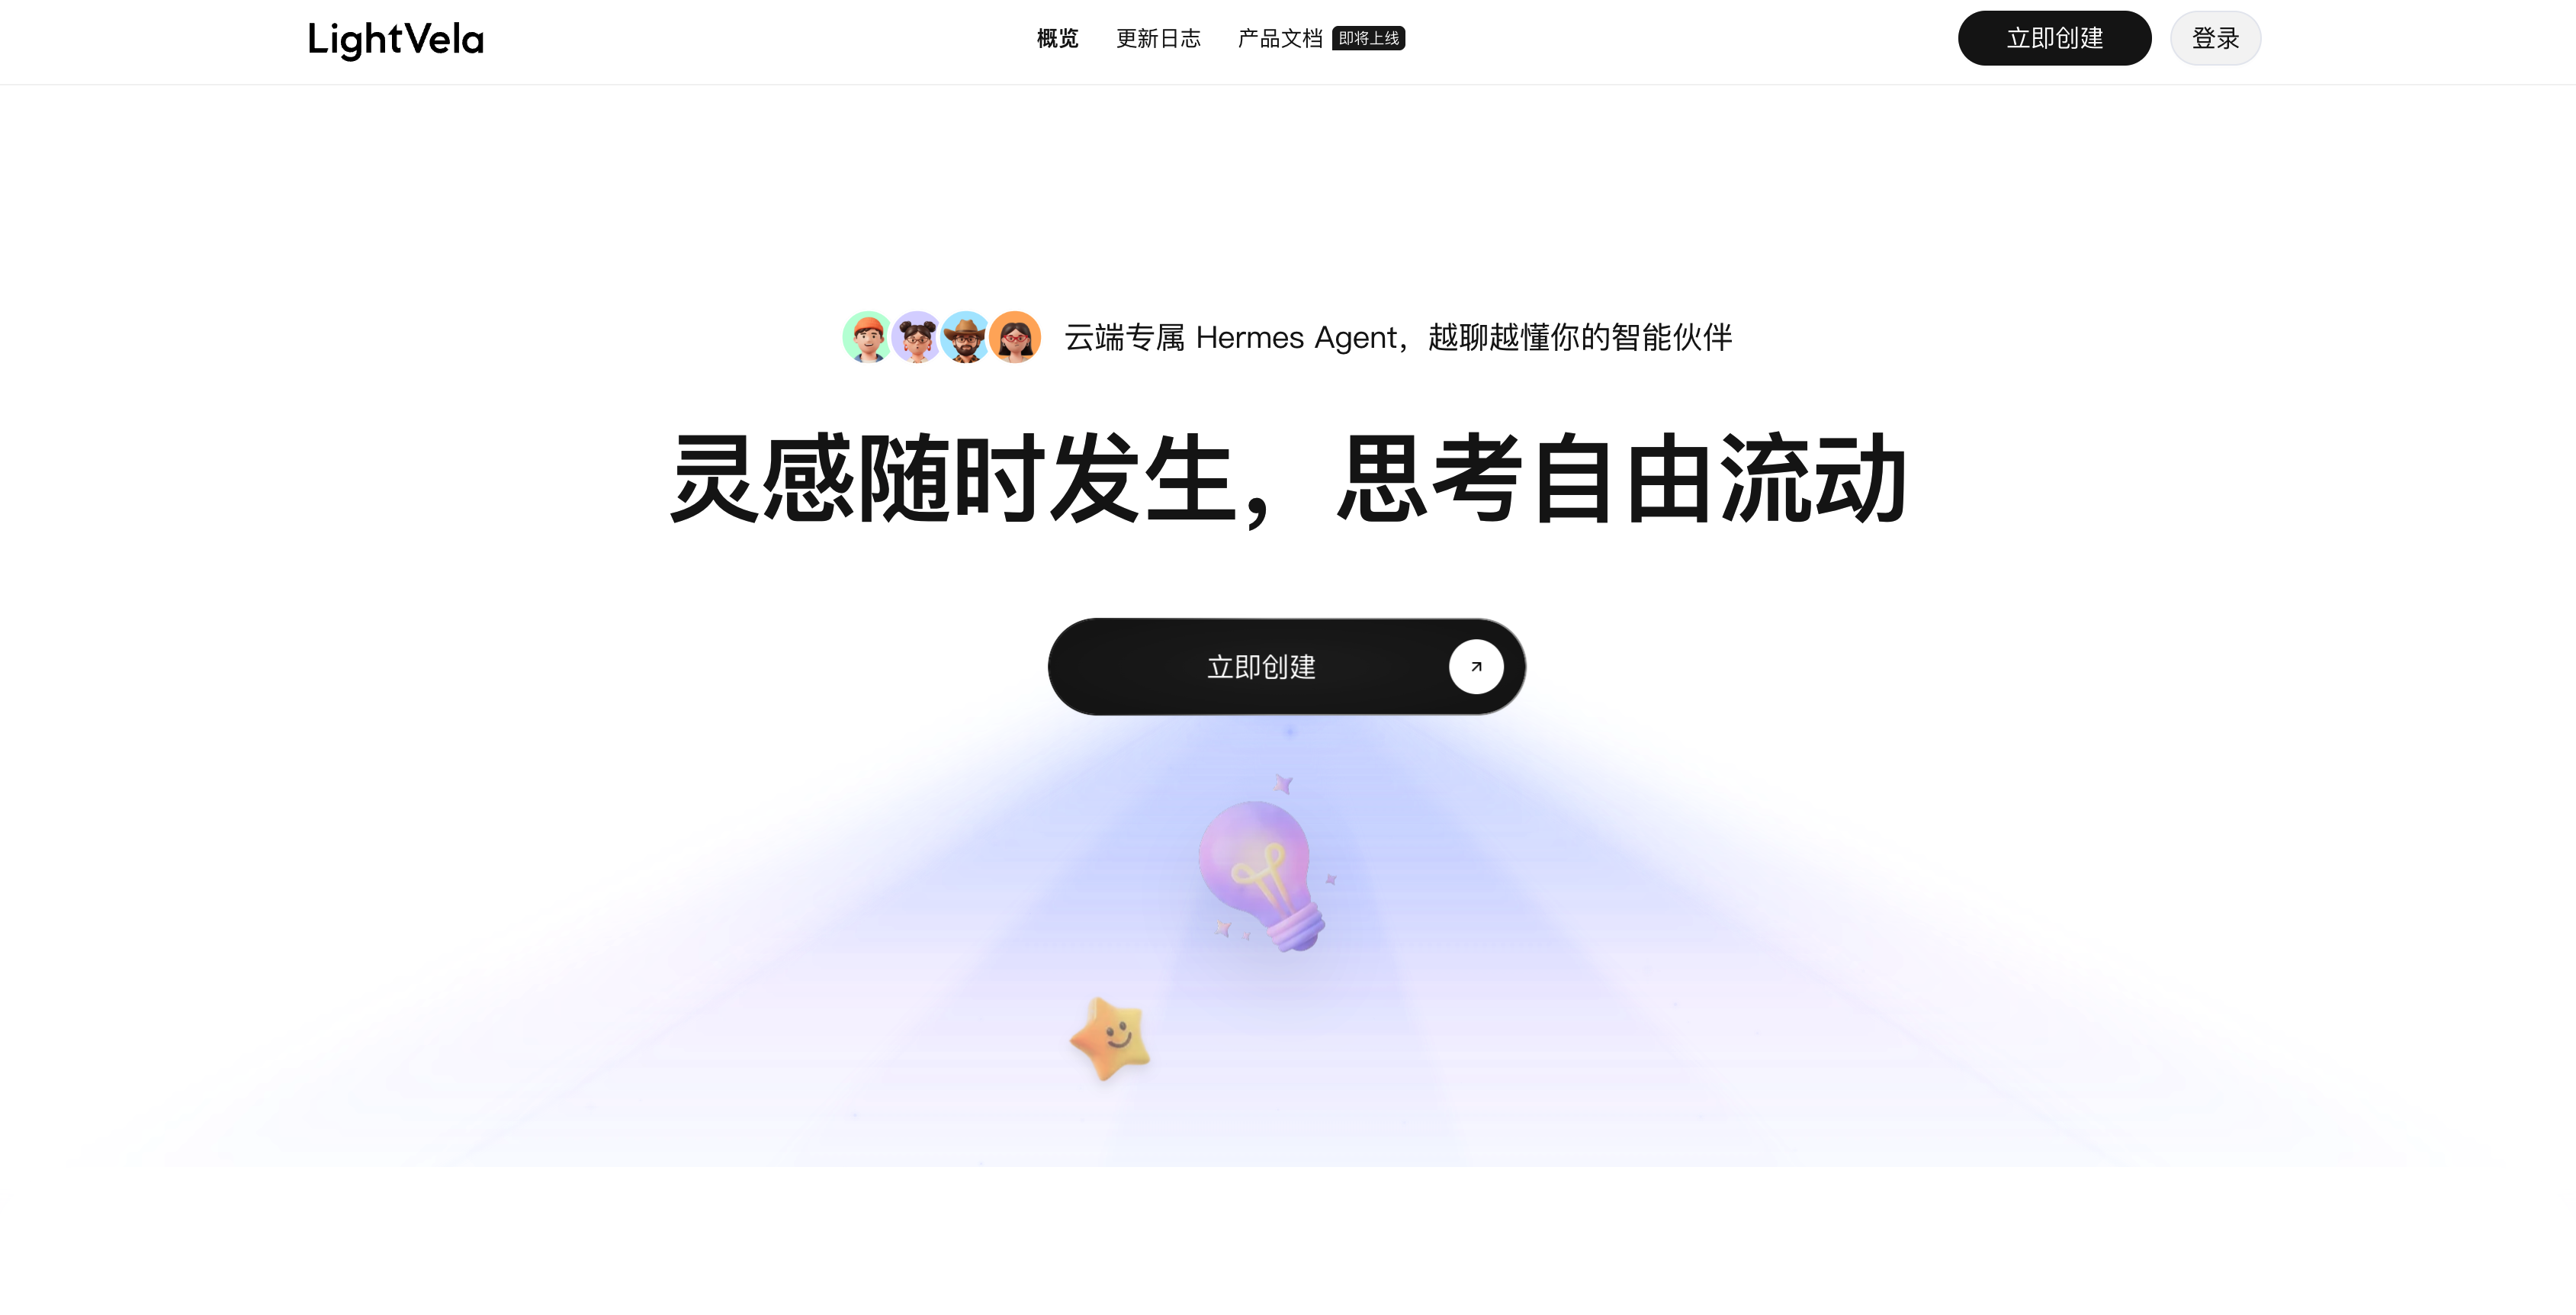 LightVela
概览 更新日志 产品文档 即将上线
立即创建 登录
云端专属 Hermes Agent，越聊越懂你的智能伙伴
灵感随时发生，思考自由流动
立即创建